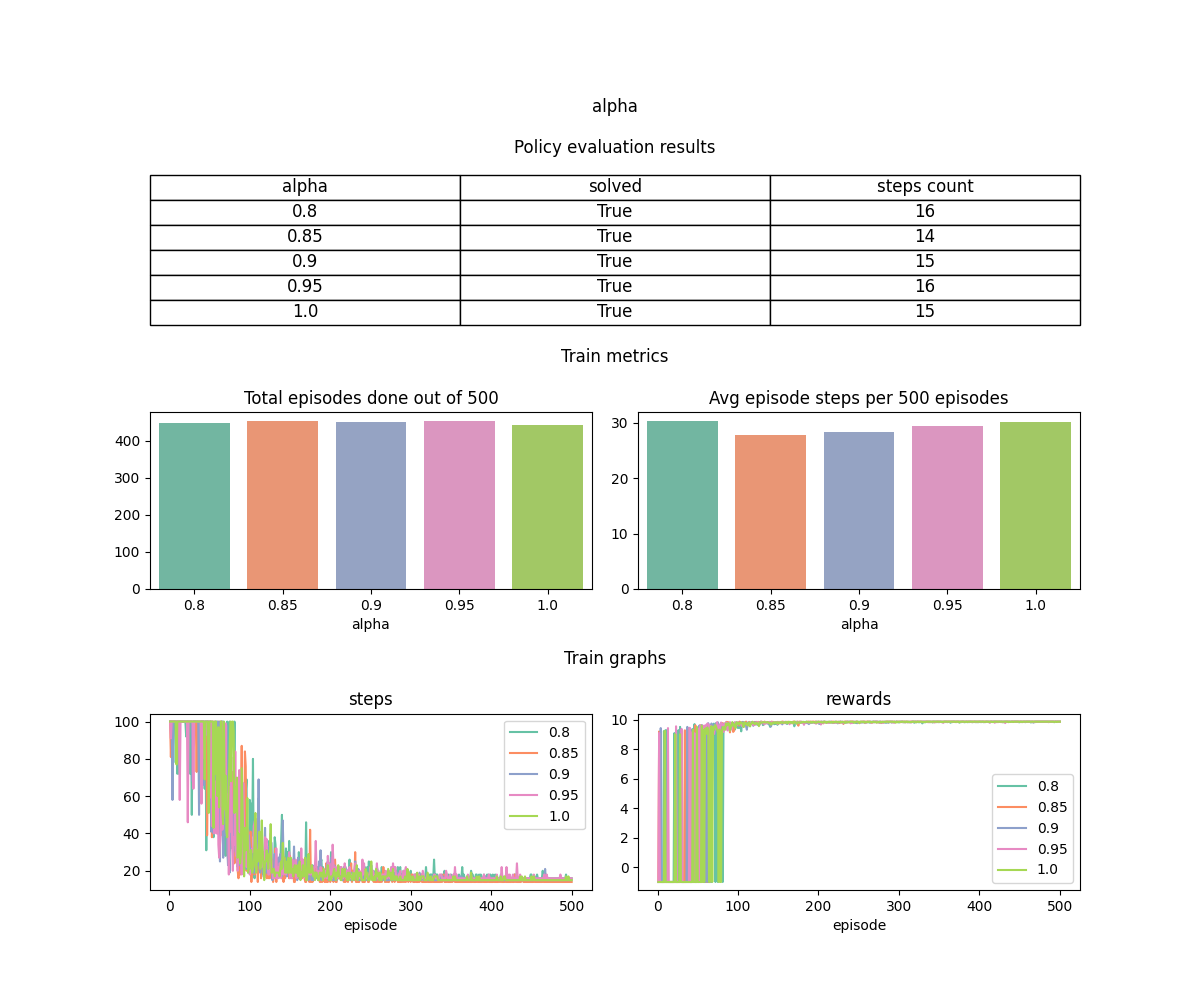 alpha
Policy evaluation results
alpha solved steps count
0.8 True 16
0.85 True 14
0.9 True 15
0.95 True 16
1.0 True 15
Train metrics
Total episodes done out of 500
400
300
200
100
0
0.8 0.85 0.9 0.95 1.0
alpha
Avg episode steps per 500 episodes
30
20
10
0
0.8 0.85 0.9 0.95 1.0
alpha
Train graphs
steps
100
80
60
40
20
0 100 200 300 400 500
episode
0.8
0.85
0.9
0.95
1.0
rewards
10
8
6
4
2
0
0 100 200 300 400 500
episode
0.8
0.85
0.9
0.95
1.0